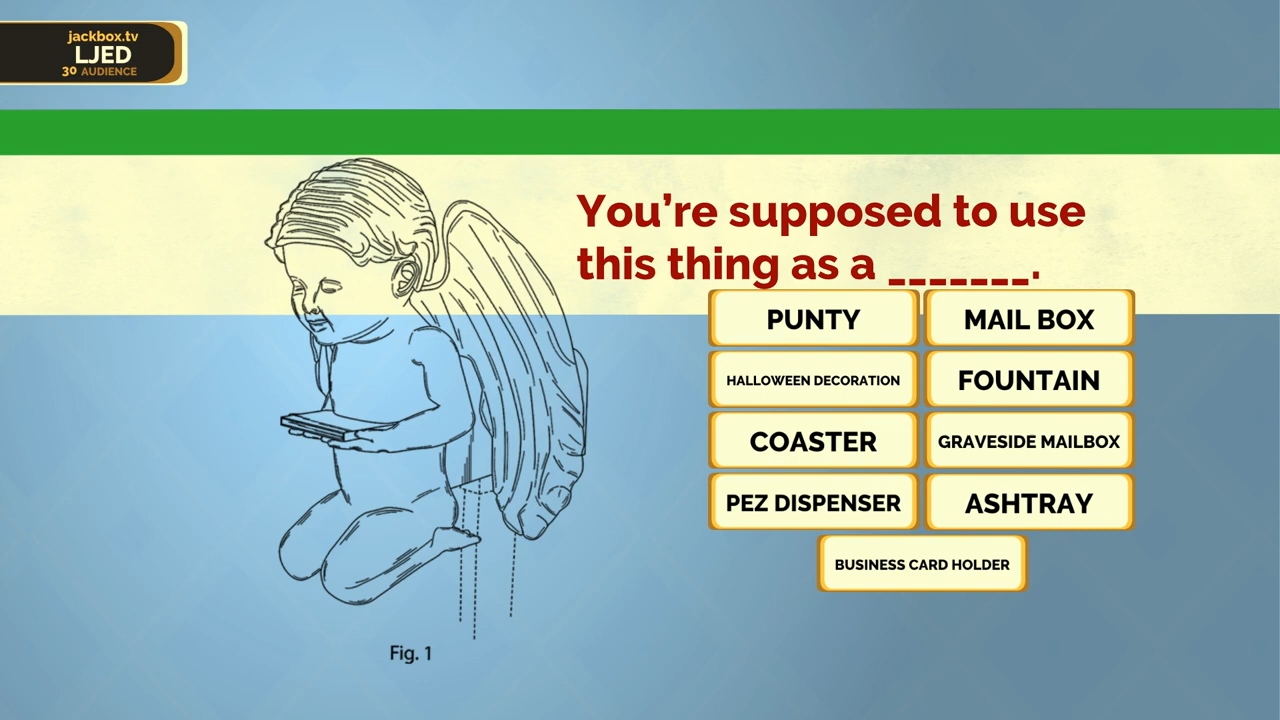 jackbox.tv
LJED
30 AUDIENCE
You're supposed to use
this thing as a _______.
PUNTY
MAIL BOX
HALLOWEEN DECORATION
FOUNTAIN
COASTER
GRAVESIDE MAILBOX
PEZ DISPENSER
ASHTRAY
BUSINESS CARD HOLDER
Fig. 1